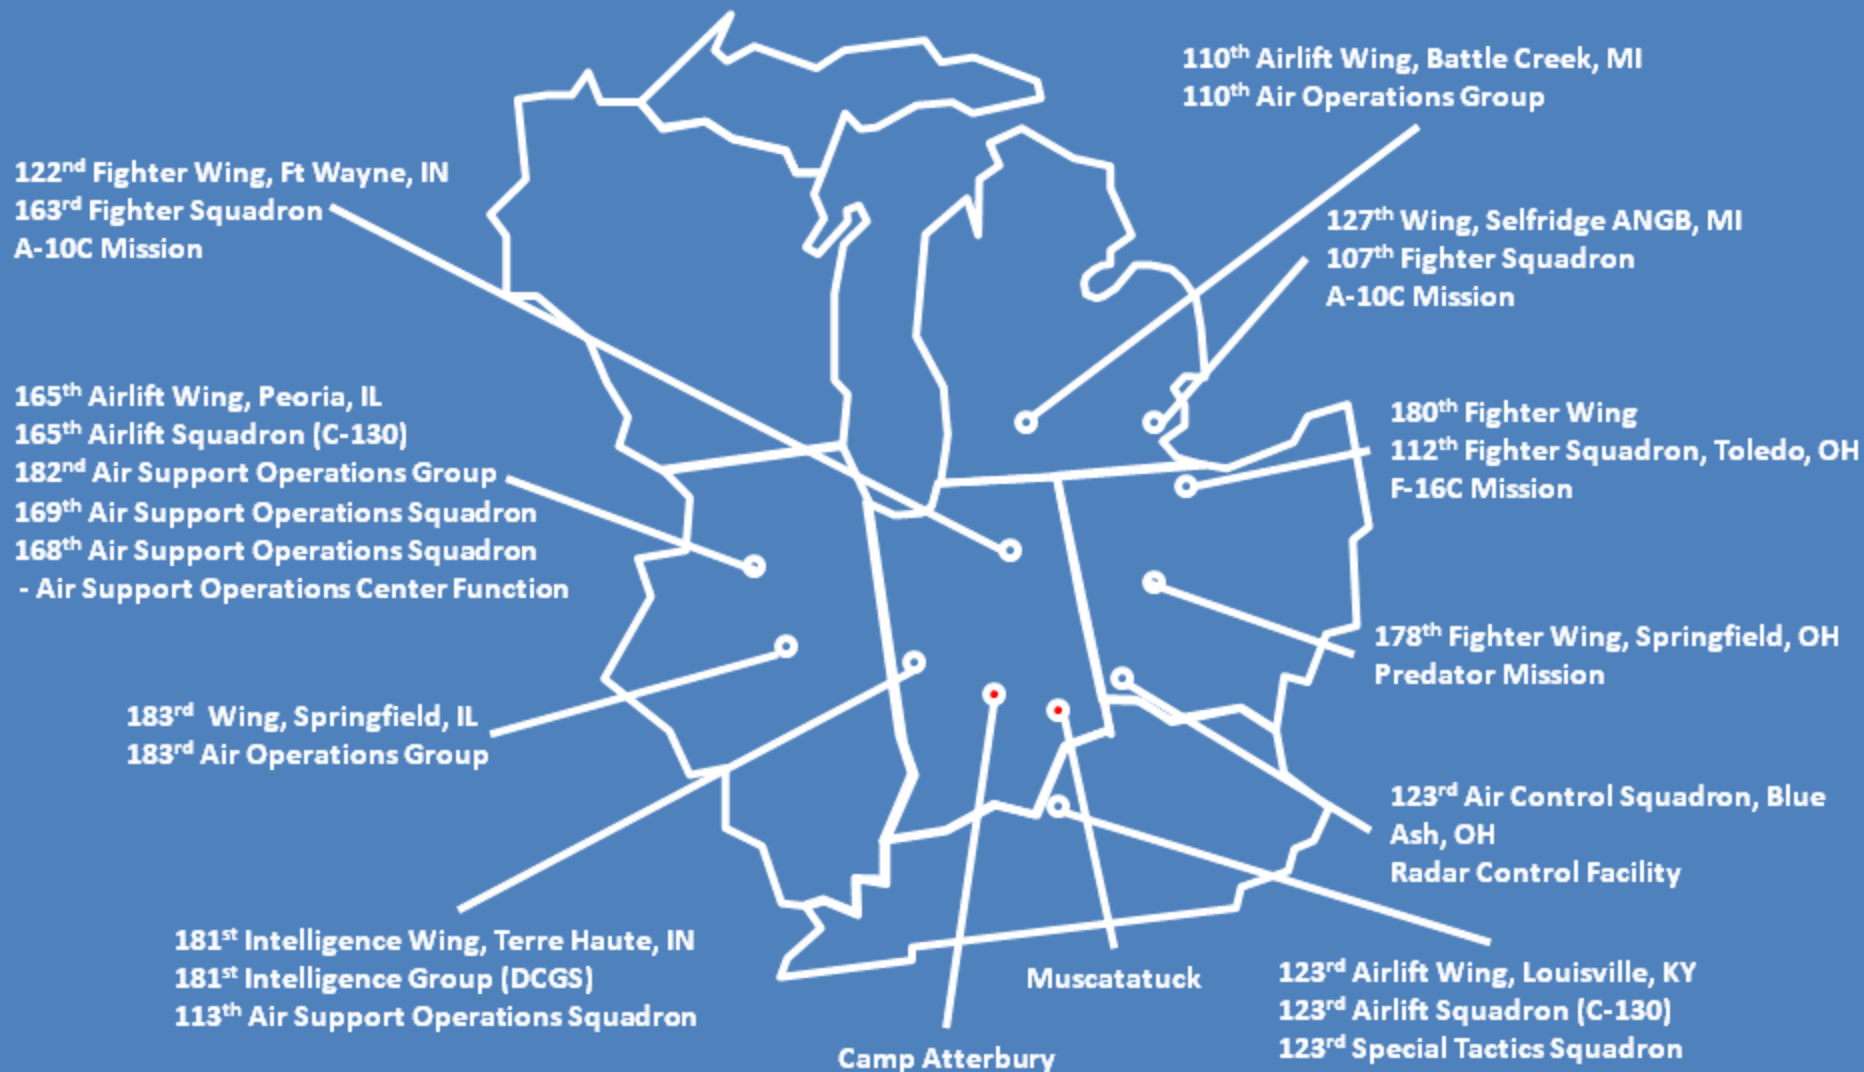 110th Airlift Wing, Battle Creek, MI
110th Air Operations Group
122nd Fighter Wing, Ft Wayne, IN
163rd Fighter Squadron
A-10C Mission
127th Wing, Selfridge ANGB, MI
107th Fighter Squadron
A-10C Mission
165th Airlift Wing, Peoria, IL
165th Airlift Squadron (C-130)
182nd Air Support Operations Group
169th Air Support Operations Squadron
168th Air Support Operations Squadron
- Air Support Operations Center Function
180th Fighter Wing
112th Fighter Squadron, Toledo, OH
F-16C Mission
178th Fighter Wing, Springfield, OH
Predator Mission
183rd Wing, Springfield, IL
183rd Air Operations Group
123rd Air Control Squadron, Blue
Ash, OH
Radar Control Facility
181st Intelligence Wing, Terre Haute, IN
181st Intelligence Group (DCGS)
113th Air Support Operations Squadron
Muscatatuck
Camp Atterbury
123rd Airlift Wing, Louisville, KY
123rd Airlift Squadron (C-130)
123rd Special Tactics Squadron